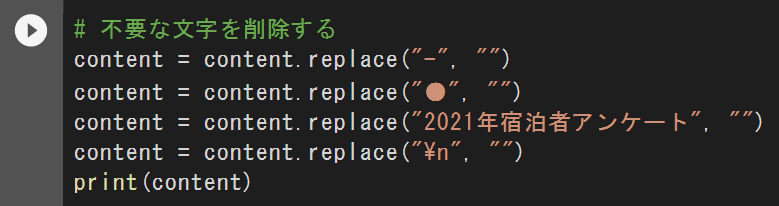 # 不要な文字を削除する
content = content.replace("-", "")
content = content.replace("●", "")
content = content.replace("2021年宿泊者アンケート", "")
content = content.replace("¥n", "")
print(content)